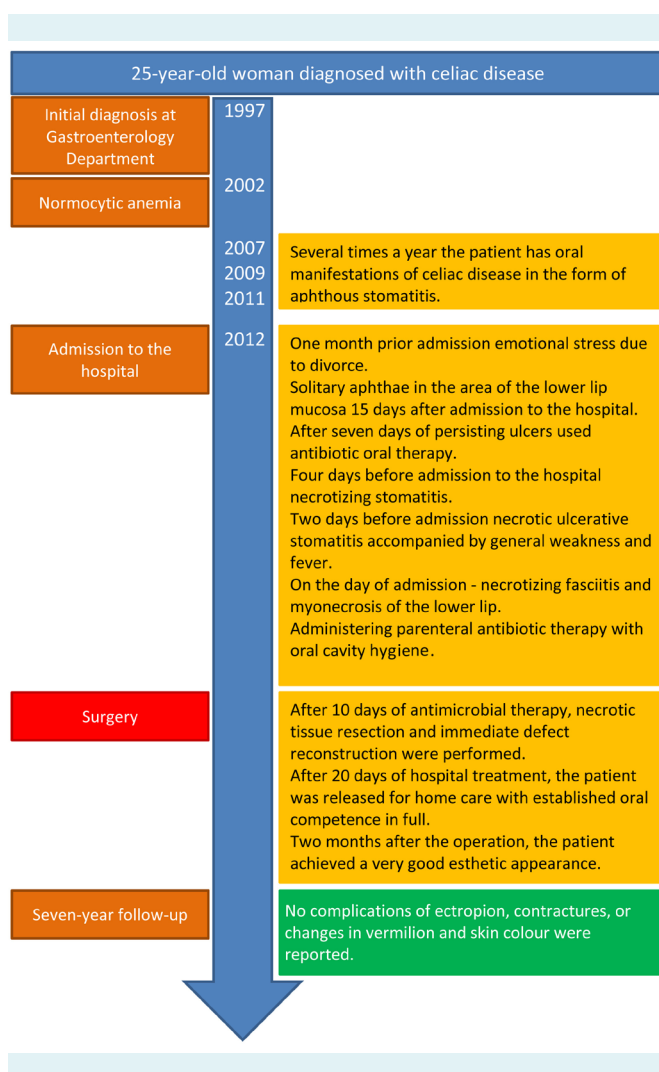 25-year-old woman diagnosed with celiac disease
Initial diagnosis at
Gastroenterology
Department
1997
Normocytic anemia
2002
2007
2009
2011
Several times a year the patient has oral
manifestations of celiac disease in the form of
aphthous stomatitis.
Admission to the
hospital
2012
One month prior admission emotional stress due
to divorce.
Solitary aphthae in the area of the lower lip
mucosa 15 days after admission to the hospital.
After seven days of persisting ulcers used
antibiotic oral therapy.
Four days before admission to the hospital
necrotizing stomatitis.
Two days before admission necrotic ulcerative
stomatitis accompanied by general weakness and
fever.
On the day of admission - necrotizing fasciitis and
myonecrosis of the lower lip.
Administering parenteral antibiotic therapy with
oral cavity hygiene.
Surgery
After 10 days of antimicrobial therapy, necrotic
tissue resection and immediate defect
reconstruction were performed.
After 20 days of hospital treatment, the patient
was released for home care with established oral
competence in full.
Two months after the operation, the patient
achieved a very good esthetic appearance.
Seven-year follow-up
No complications of ectropion, contractures, or
changes in vermilion and skin colour were
reported.